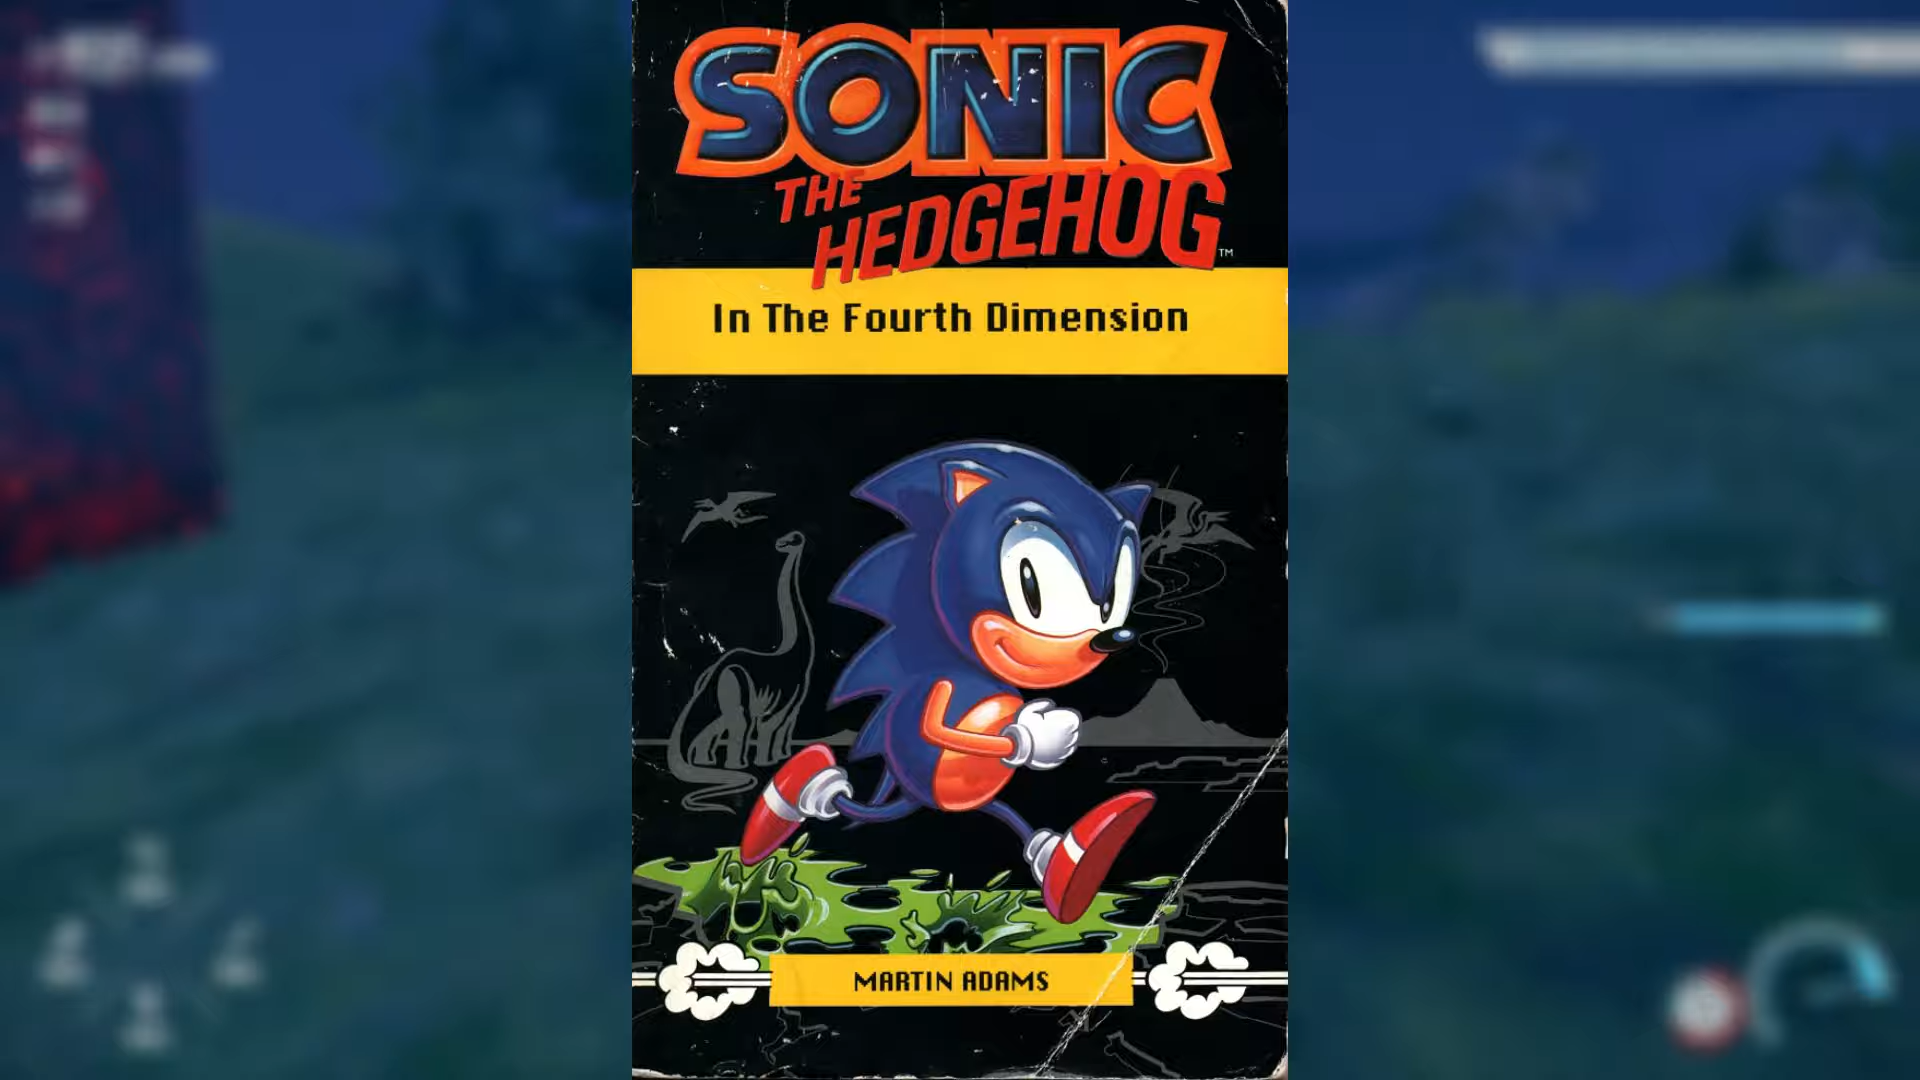 SONIC
THE
HEDGEHOG
TM
In The Fourth Dimension
MARTIN ADAMS